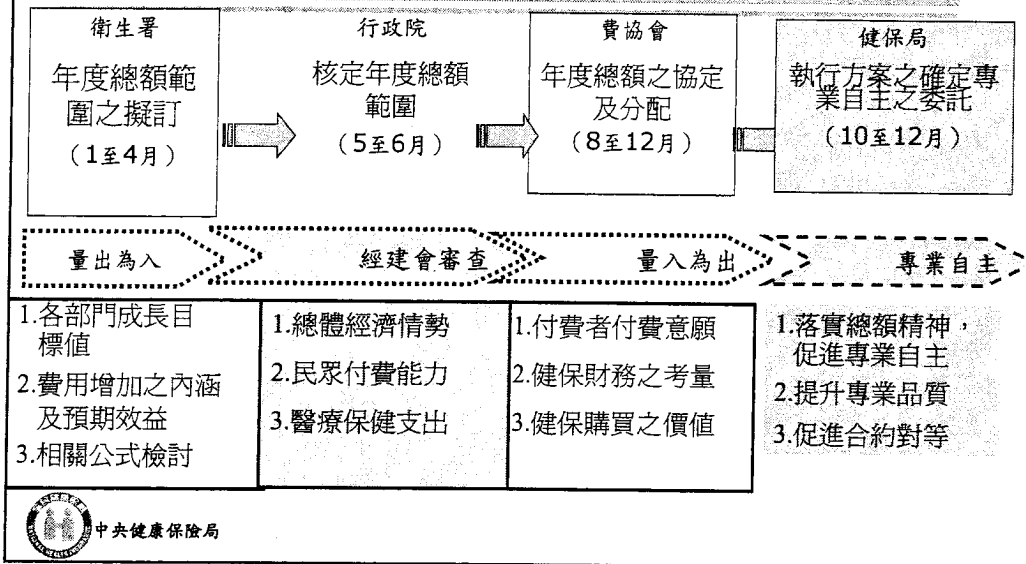 衛生署
年度總額範
圍之擬訂
（1至4月）
行政院
核定年度總額
範圍
（5至6月）
費協會
年度總額之協定
及分配
（8至12月）
健保局
執行方案之確定專
業自主之委託
（10至12月）
量出為入
經建會審查
量入為出
專業自主
1.各部門成長目
標值
2.費用增加之內涵
及預期效益
3.相關公式檢討
1.總體經濟情勢
2.民眾付費能力
3.醫療保健支出
1.付費者付費意願
2.健保財務之考量
3.健保購買之價值
1.落實總額精神，
促進專業自主
2.提升專業品質
3.促進合約對等
中央健康保險局